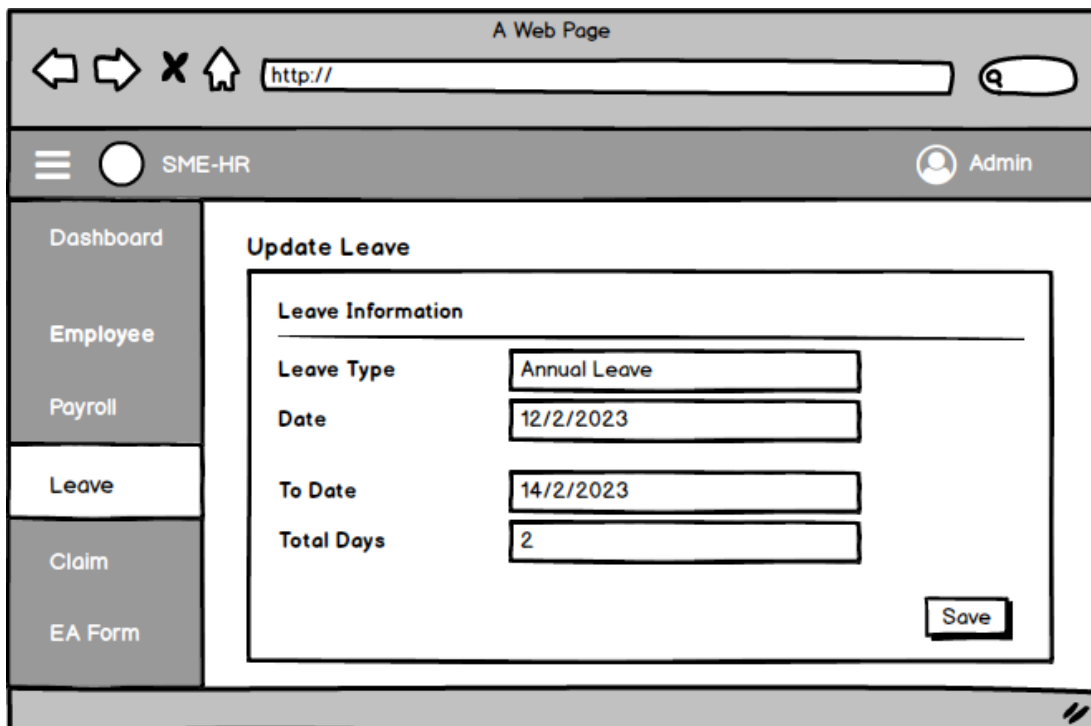 A Web Page
http://
SME-HR
Admin
Dashboard
Employee
Payroll
Leave
Claim
EA Form
Update Leave
Leave Information
Leave Type Annual Leave
Date 12/2/2023
To Date 14/2/2023
Total Days 2
Save